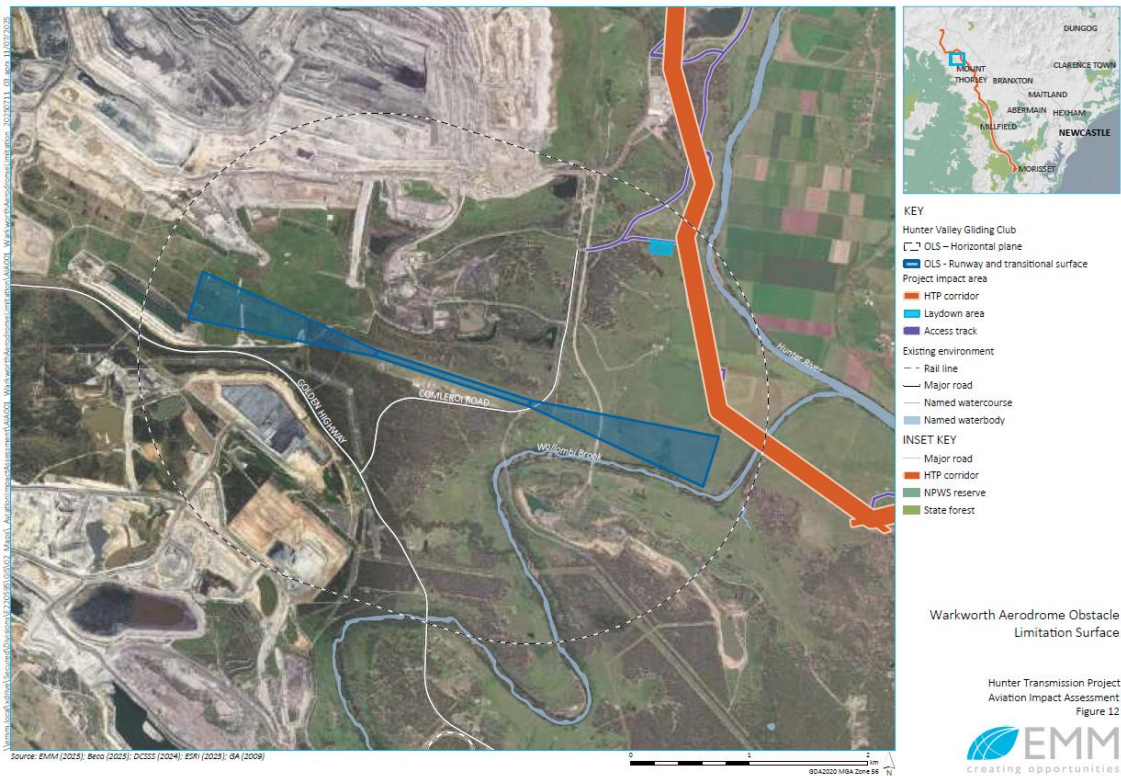 DUNGOG
CLARENCE TOWN
MOUNT
THORLEY
BRANXTON
MAITLAND
ABERMAIN
HEXHAM
MILLFIELD
NEWCASTLE
MORISSET
KEY
Hunter Valley Gliding Club
OLS – Horizontal plane
OLS - Runway and transitional surface
Project impact area
HTP corridor
Laydown area
Access track
Existing environment
Rail line
Major road
Named watercourse
Named waterbody
INSET KEY
Major road
HTP corridor
NPWS reserve
State forest
Hunter River
GOLDEN HIGHWAY
COMLEROI ROAD
Wallombi Brook
Warkworth Aerodrome Obstacle
Limitation Surface
Hunter Transmission Project
Aviation Impact Assessment
Figure 12
EMM
creating opportunities
Source: EMM (2025); Beca (2025); DCSSS (2024); ESRI (2025); GA (2009)
0 1 2
km
GDA2020 MGA Zone 56
N